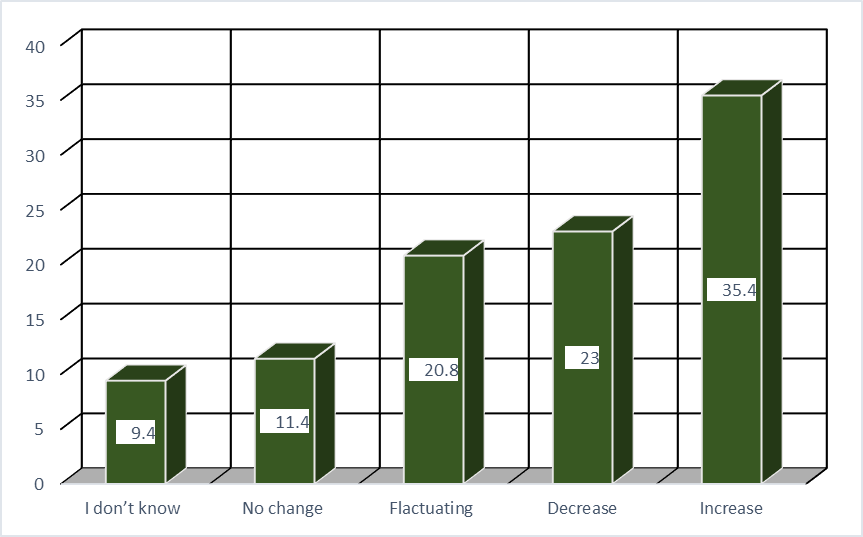 40
35
30
25
20
15
10
5
0
9.4
11.4
20.8
23
35.4
I don’t know
No change
Flactuating
Decrease
Increase